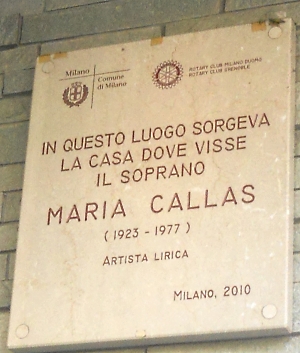 Milano
Comune
di Milano
ROTARY CLUB MILANO DUOMO
ROTARY CLUB GRENOBLE
IN QUESTO LUOGO SORGEVA
LA CASA DOVE VISSE
IL SOPRANO
MARIA CALLAS
(1923 - 1977)
ARTISTA LIRICA
MILANO, 2010